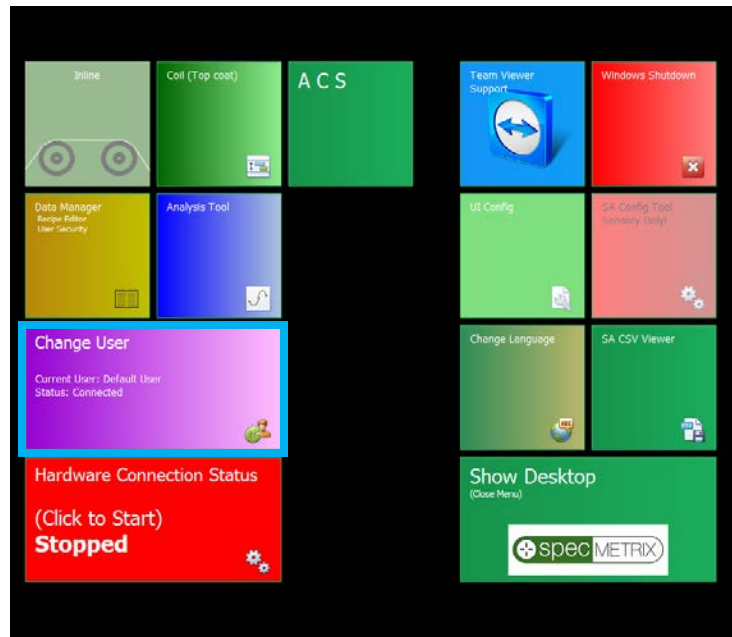 Inline
Coil (Top coat)
A C S
Team Viewer
Support
Windows Shutdown
Data Manager
Recipe Editor
User Security
Analysis Tool
UI Config
SA Config Tool
Sensory Only!
Change User
Current User: Default User
Status: Connected
Change Language
ABC
SA CSV Viewer
Hardware Connection Status
(Click to Start)
Stopped
Show Desktop
(Close Menu)
specMETRIX